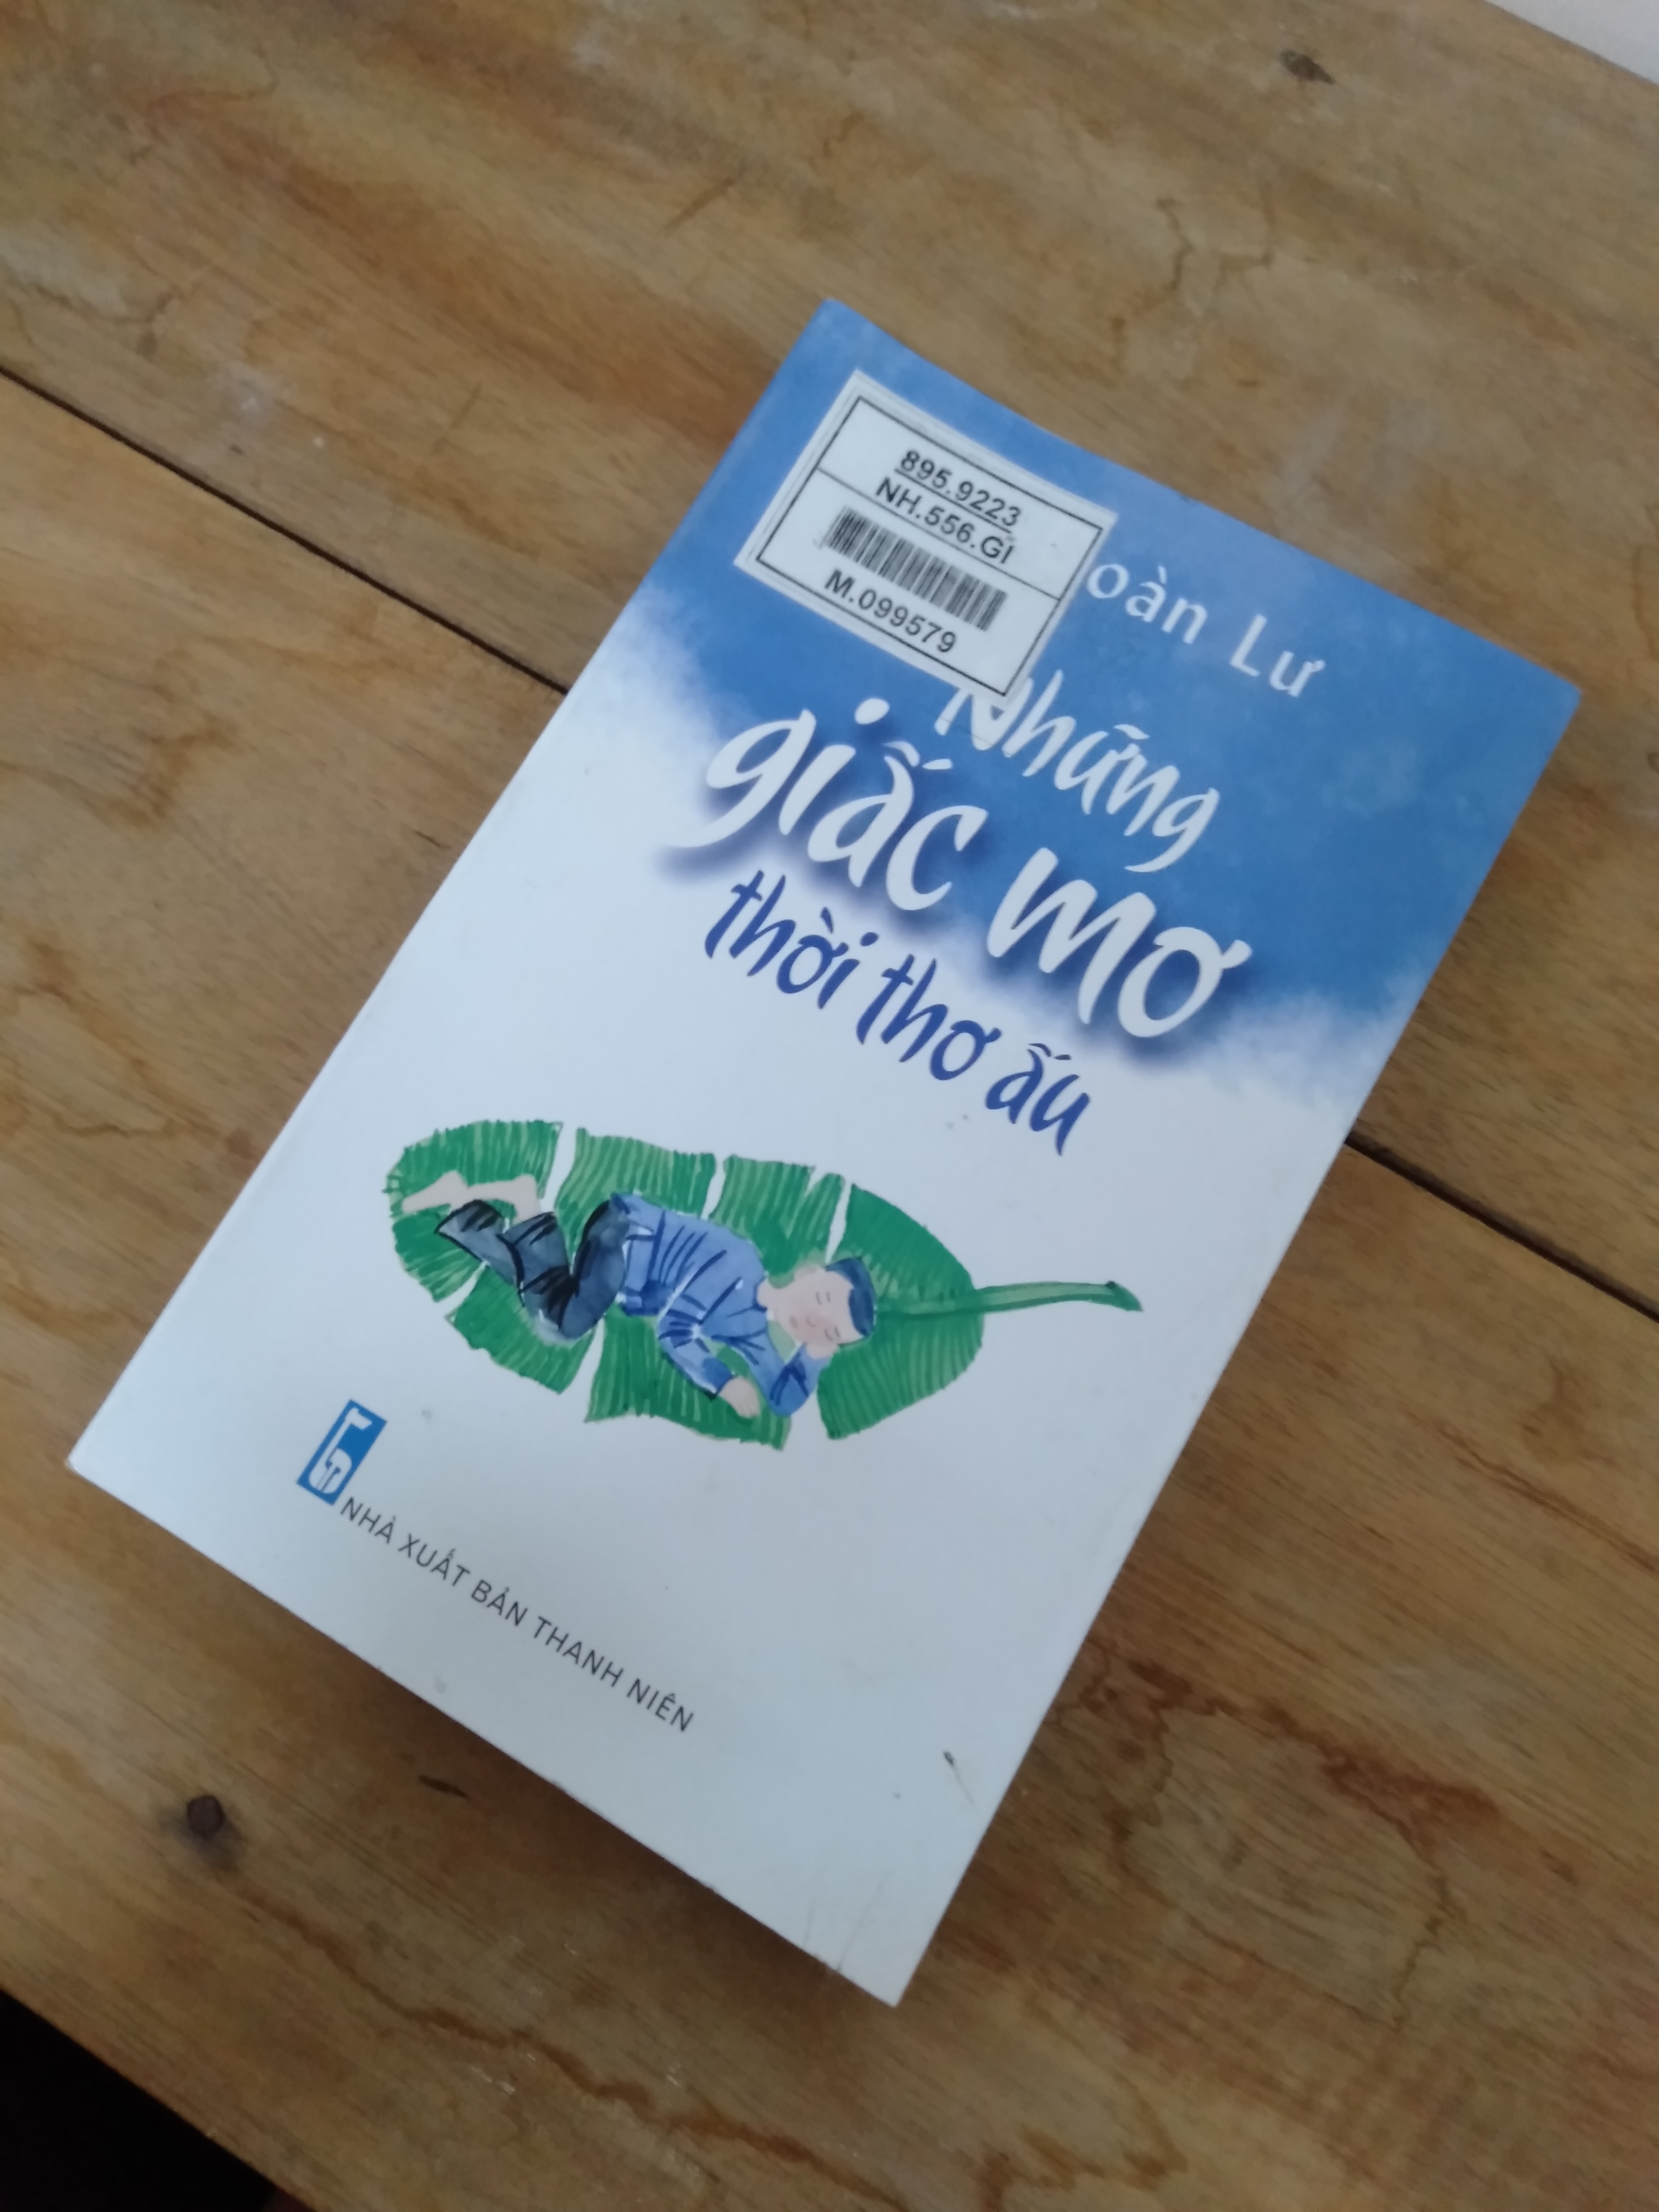 895.9223
NH.556.GI
M.099579
oàn Lư
Những
giấc mơ
thời thơ ấu
NHÀ XUẤT BẢN THANH NIÊN